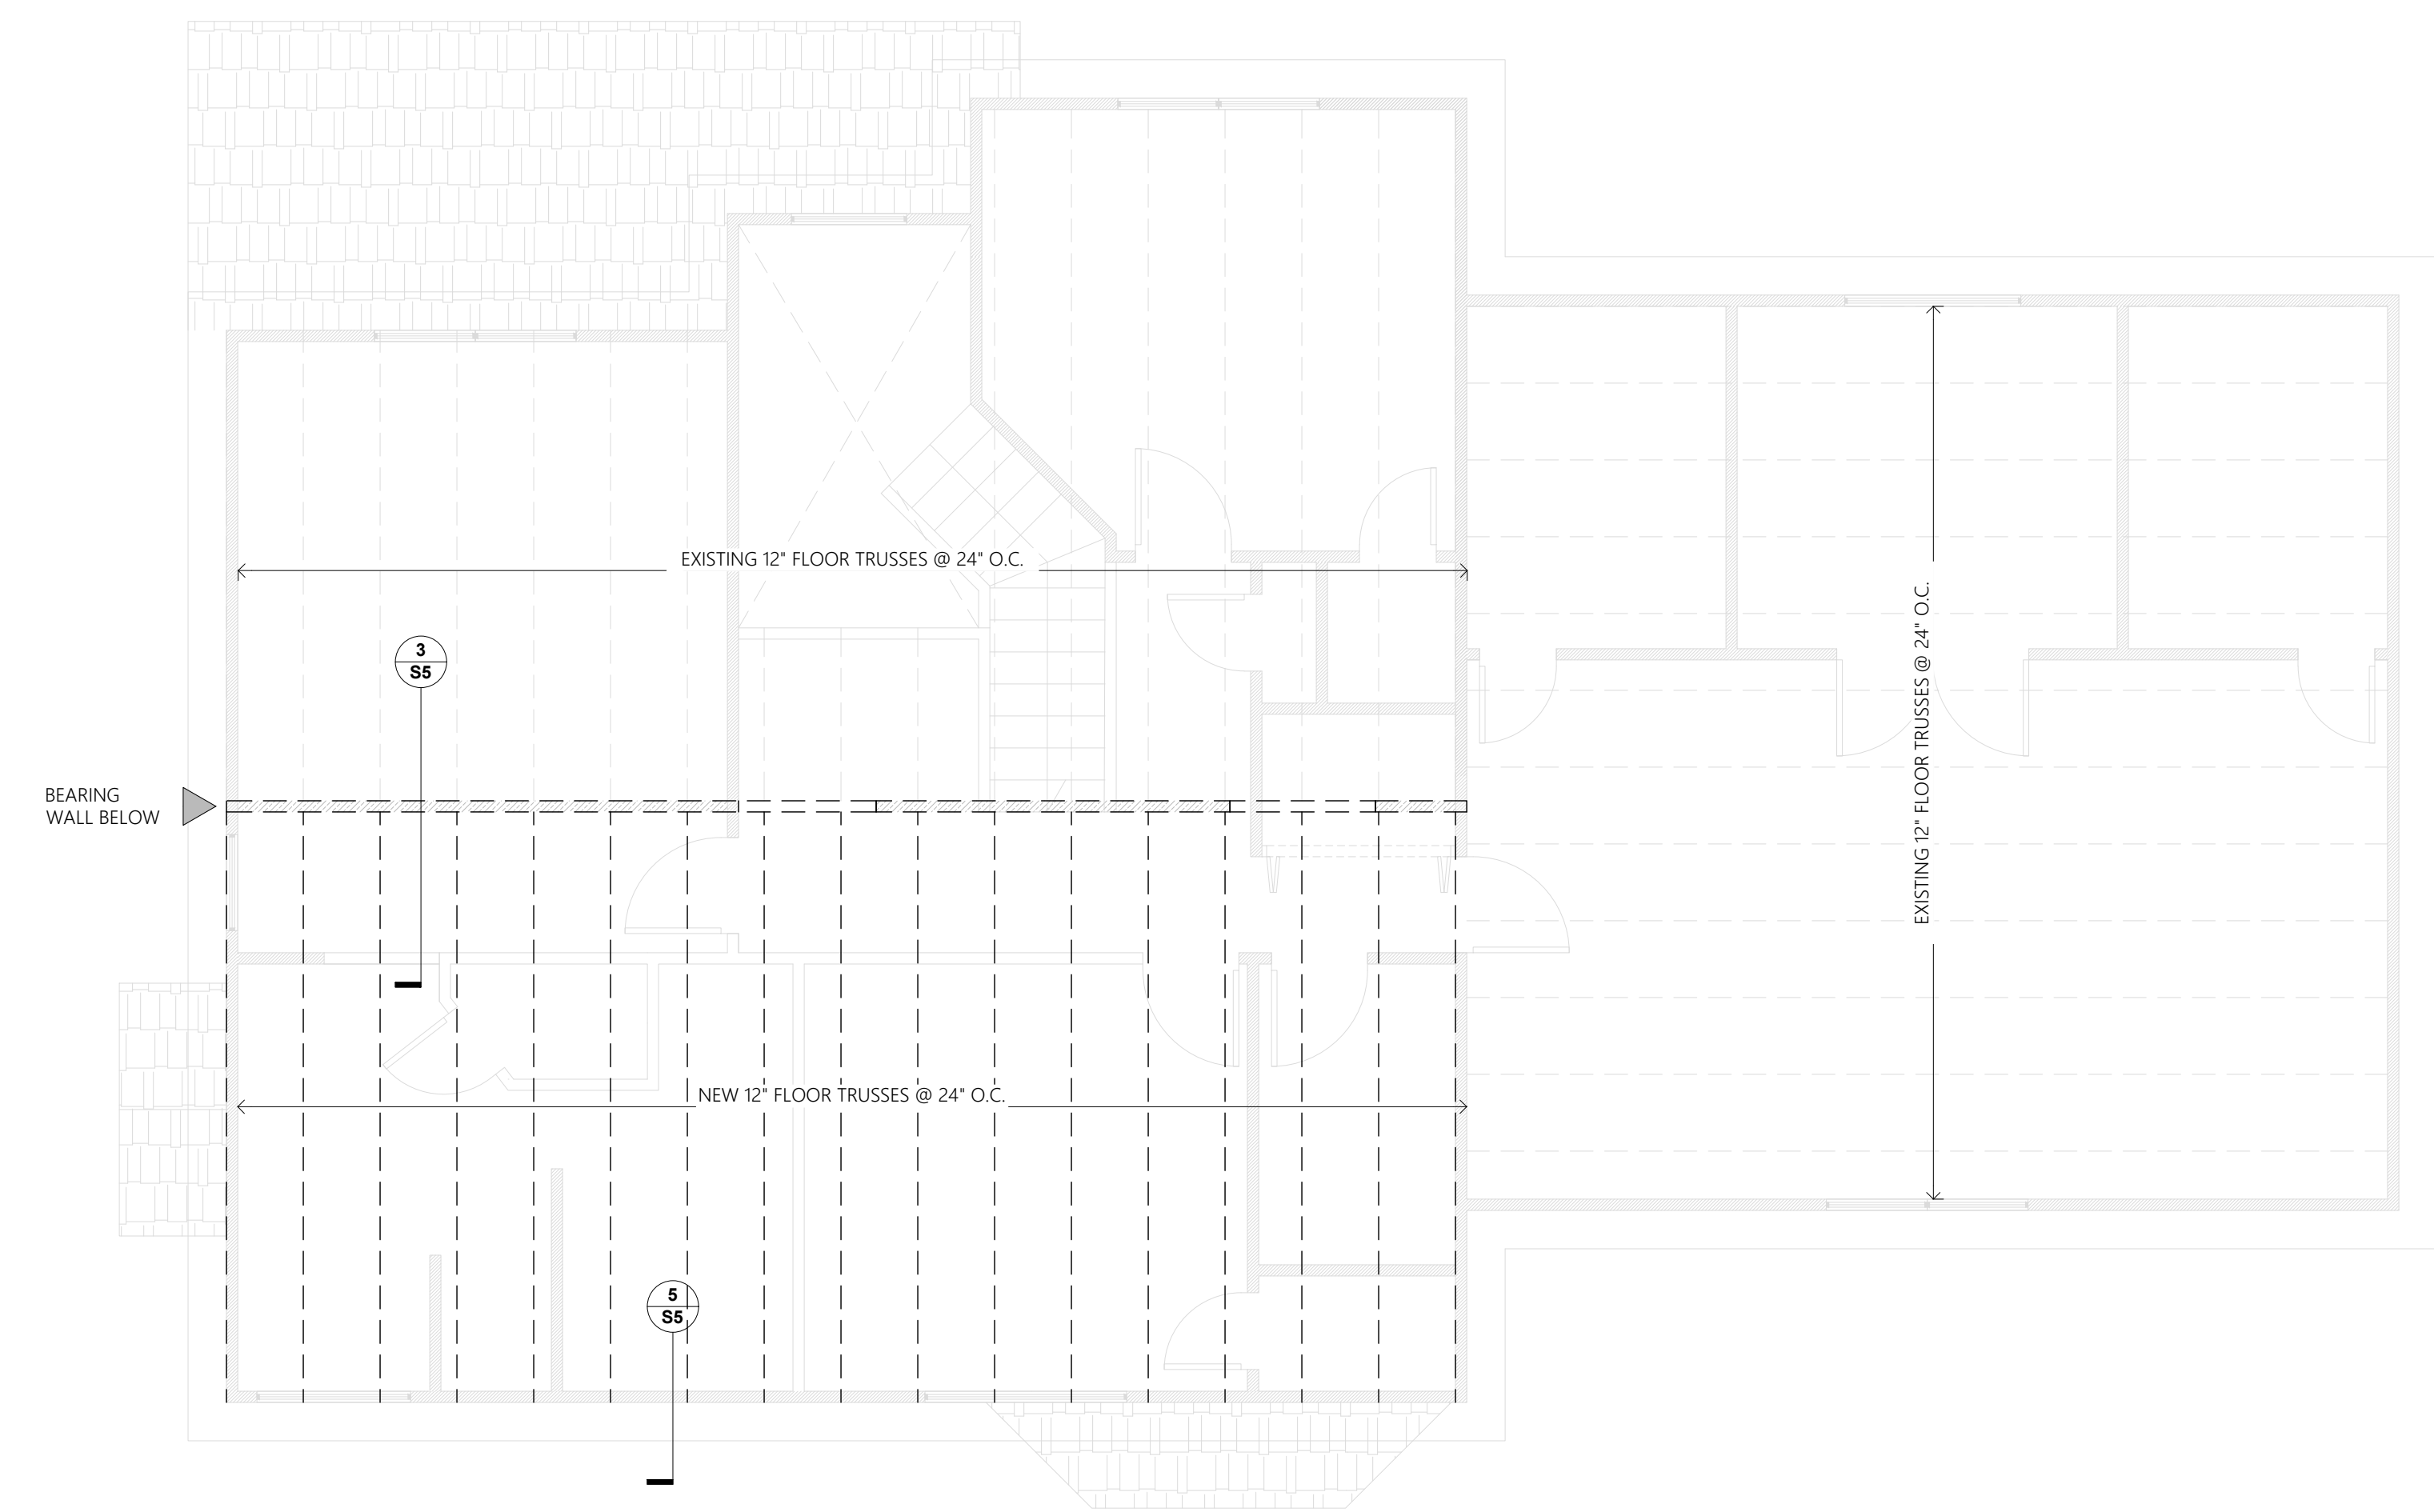 EXISTING 12" FLOOR TRUSSES @ 24" O.C.
EXISTING 12" FLOOR TRUSSES @ 24" O.C.
3
S5
BEARING
WALL BELOW
NEW 12" FLOOR TRUSSES @ 24" O.C.
5
S5